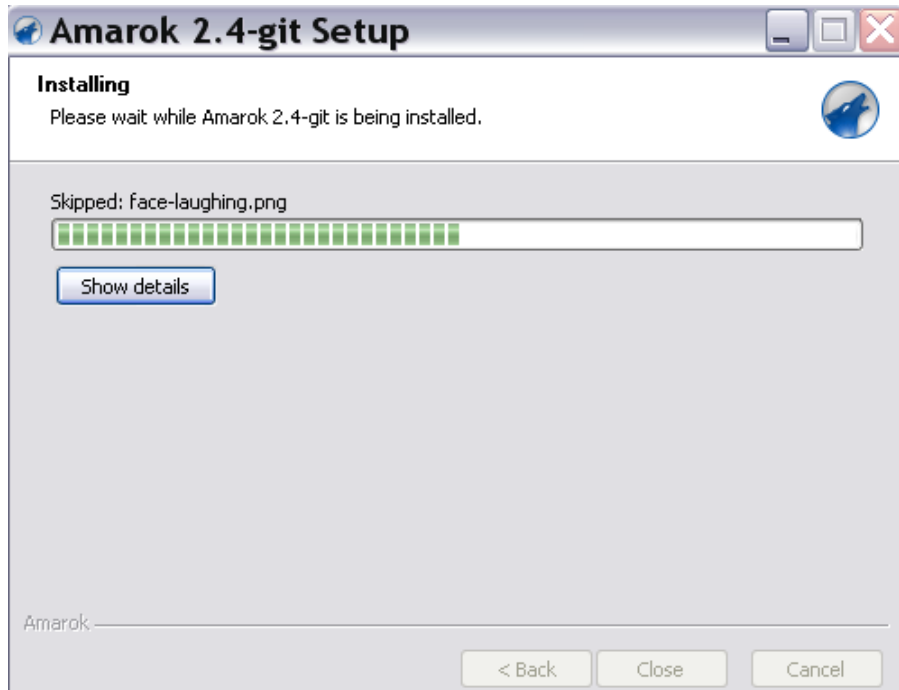 Amarok 2.4-git Setup
Installing
Please wait while Amarok 2.4-git is being installed.
Skipped: face-laughing.png
Show details
Amarok
< Back Close Cancel